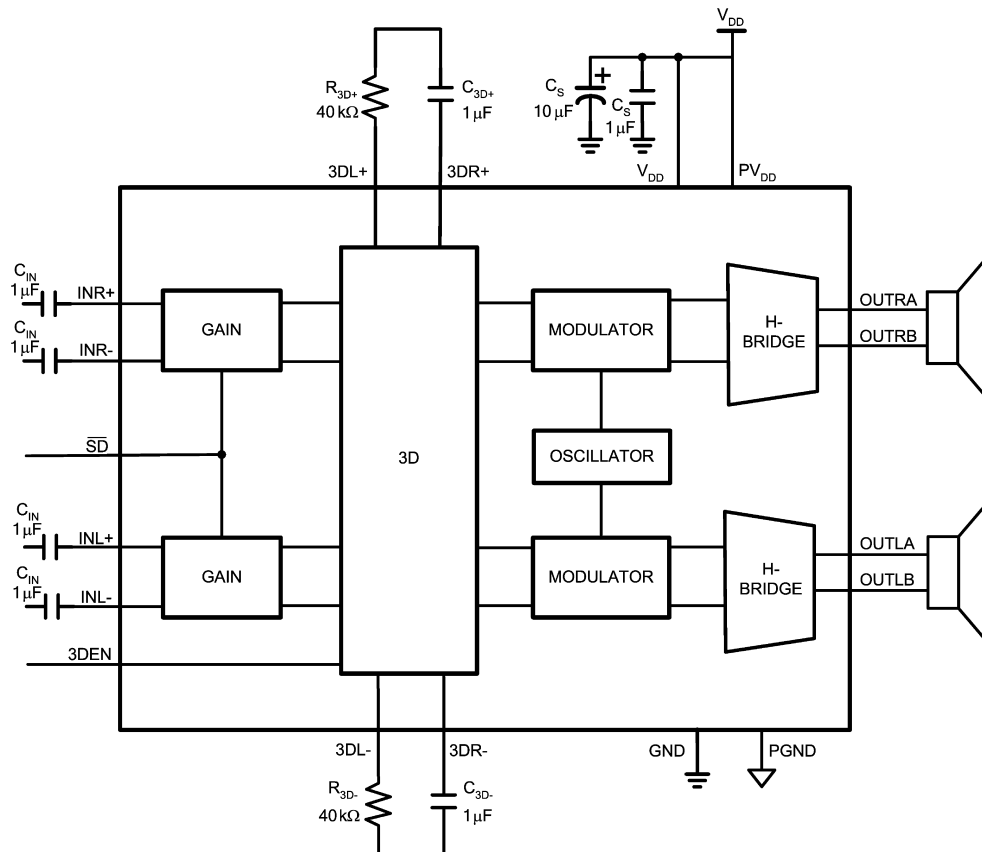 V_DD
R_3D+
40 kΩ
C_3D+
1 μF
C_S
10 μF
+
C_S
1 μF
3DL+
3DR+
V_DD
PV_DD
C_IN
1 μF
INR+
C_IN
1 μF
INR-
GAIN
MODULATOR
H-
BRIDGE
OUTRA
OUTRB
S̅D̅
3D
OSCILLATOR
C_IN
1 μF
INL+
C_IN
1 μF
INL-
GAIN
MODULATOR
H-
BRIDGE
OUTLA
OUTLB
3DEN
3DL-
3DR-
GND
PGND
R_3D-
40 kΩ
C_3D-
1 μF